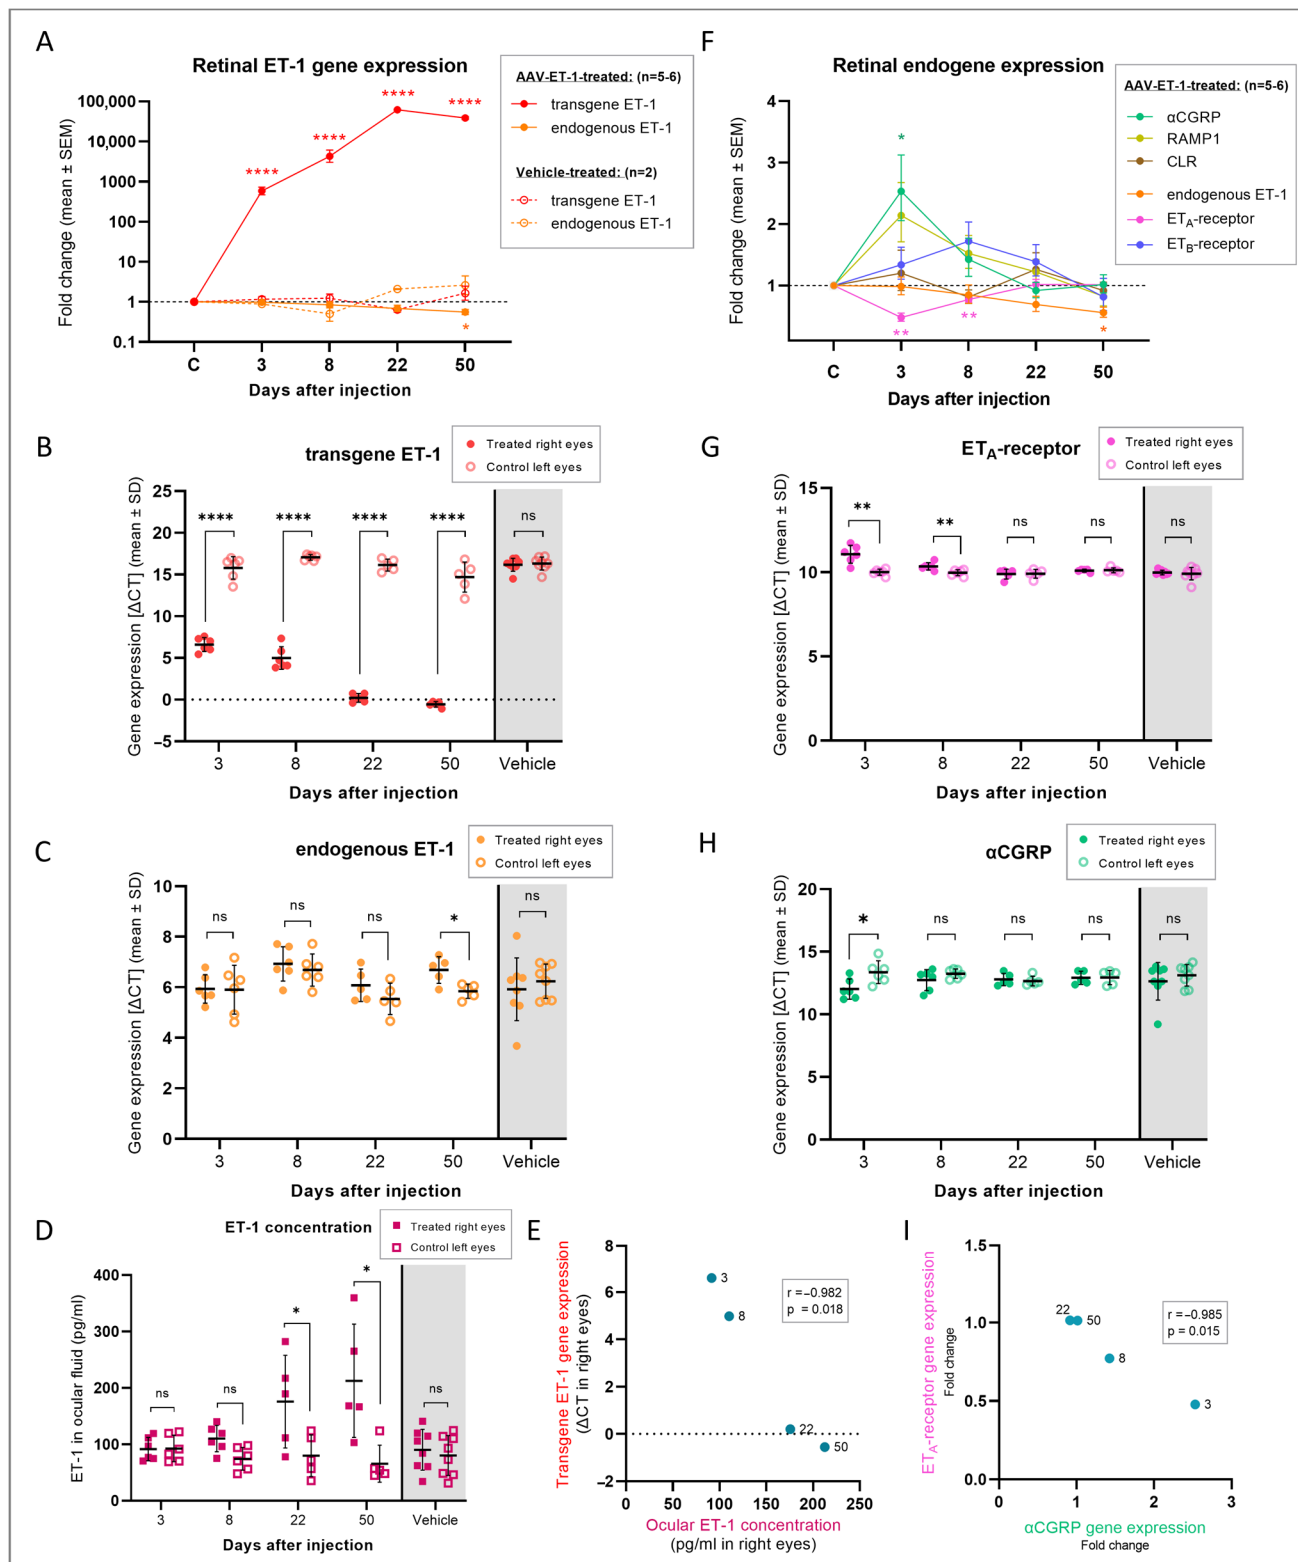 A
Retinal ET-1 gene expression
AAV-ET-1-treated: (n=5-6)
transgene ET-1
endogenous ET-1
Vehicle-treated: (n=2)
transgene ET-1
endogenous ET-1
Fold change (mean ± SEM)
100,000
10,000
1000
100
10
1
0.1
****
****
****
****
*
C
3
8
22
50
Days after injection
F
Retinal endogene expression
AAV-ET-1-treated: (n=5-6)
αCGRP
RAMP1
CLR
endogenous ET-1
ETA-receptor
ETB-receptor
Fold change (mean ± SEM)
4
3
2
1
*
**
**
*
C
3
8
22
50
Days after injection
B
transgene ET-1
Treated right eyes
Control left eyes
Gene expression [ΔCT] (mean ± SD)
25
20
15
10
5
0
−5
****
****
****
****
ns
3
8
22
50
Vehicle
Days after injection
G
ETA-receptor
Treated right eyes
Control left eyes
Gene expression [ΔCT] (mean ± SD)
15
10
5
0
**
**
ns
ns
ns
3
8
22
50
Vehicle
Days after injection
C
endogenous ET-1
Treated right eyes
Control left eyes
Gene expression [ΔCT] (mean ± SD)
10
8
6
4
2
0
ns
ns
ns
*
ns
3
8
22
50
Vehicle
Days after injection
H
αCGRP
Treated right eyes
Control left eyes
Gene expression [ΔCT] (mean ± SD)
20
15
10
5
0
*
ns
ns
ns
ns
3
8
22
50
Vehicle
Days after injection
D
ET-1 concentration
Treated right eyes
Control left eyes
ET-1 in ocular fluid (pg/ml)
400
300
200
100
0
ns
ns
*
*
ns
3
8
22
50
Vehicle
Days after injection
E
Transgene ET-1 gene expression
(ΔCT in right eyes)
8
6
4
2
0
−2
3
8
22
50
r = −0.982
p = 0.018
0
50
100
150
200
250
Ocular ET-1 concentration
(pg/ml in right eyes)
I
ETA-receptor gene expression
Fold change
1.5
1.0
0.5
0.0
22
50
8
3
r = −0.985
p = 0.015
0
1
2
3
αCGRP gene expression
Fold change